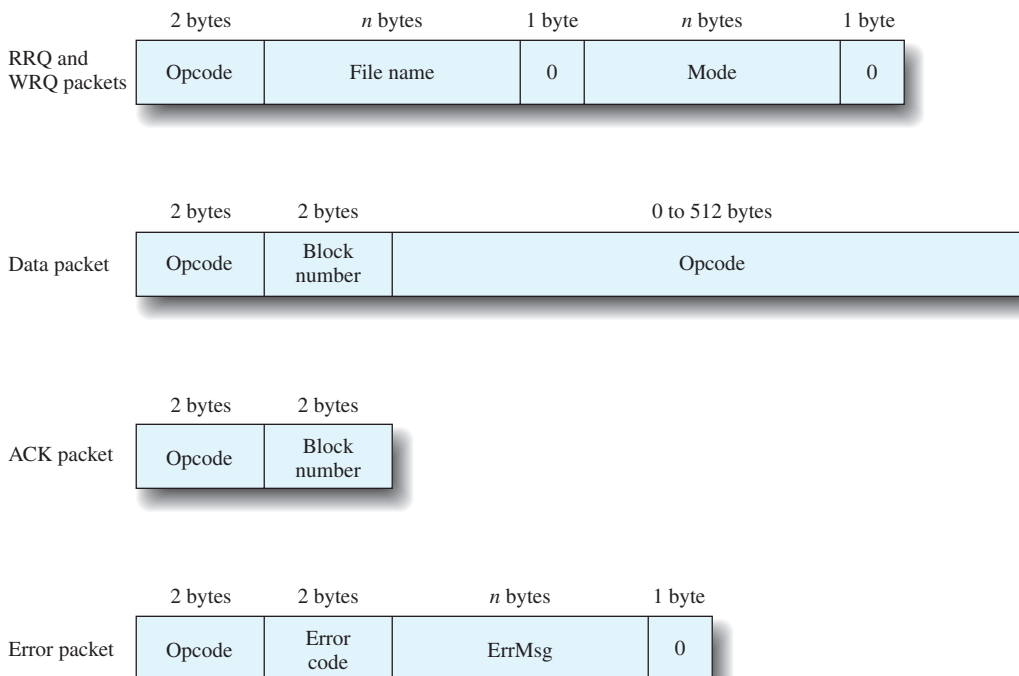 2 bytes n bytes 1 byte n bytes 1 byte
RRQ and
WRQ packets
Opcode File name 0 Mode 0
2 bytes 2 bytes 0 to 512 bytes
Data packet
Opcode Block number Opcode
2 bytes 2 bytes
ACK packet
Opcode Block number
2 bytes 2 bytes n bytes 1 byte
Error packet
Opcode Error code ErrMsg 0